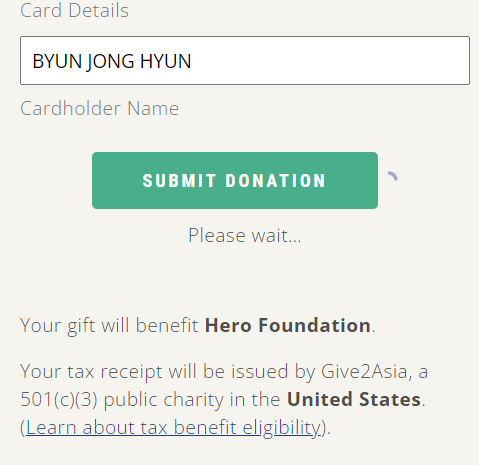 Card Details
BYUN JONG HYUN
Cardholder Name
SUBMIT DONATION
Please wait...
Your gift will benefit Hero Foundation.
Your tax receipt will be issued by Give2Asia, a
501(c)(3) public charity in the United States.
(Learn about tax benefit eligibility).